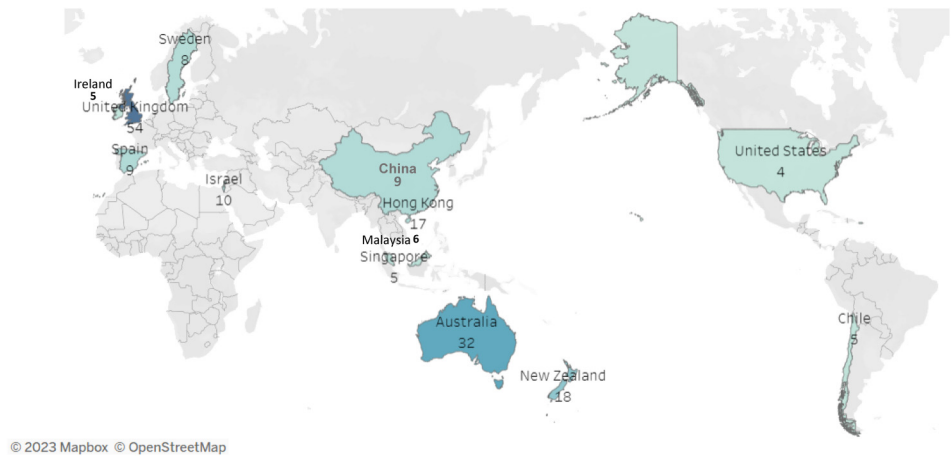 Sweden
8
Ireland
5
United Kingdom
54
Spain
9
Israel
10
China
9
Hong Kong
17
Malaysia 6
Singapore
5
Australia
32
New Zealand
18
United States
4
Chile
5
© 2023 Mapbox © OpenStreetMap